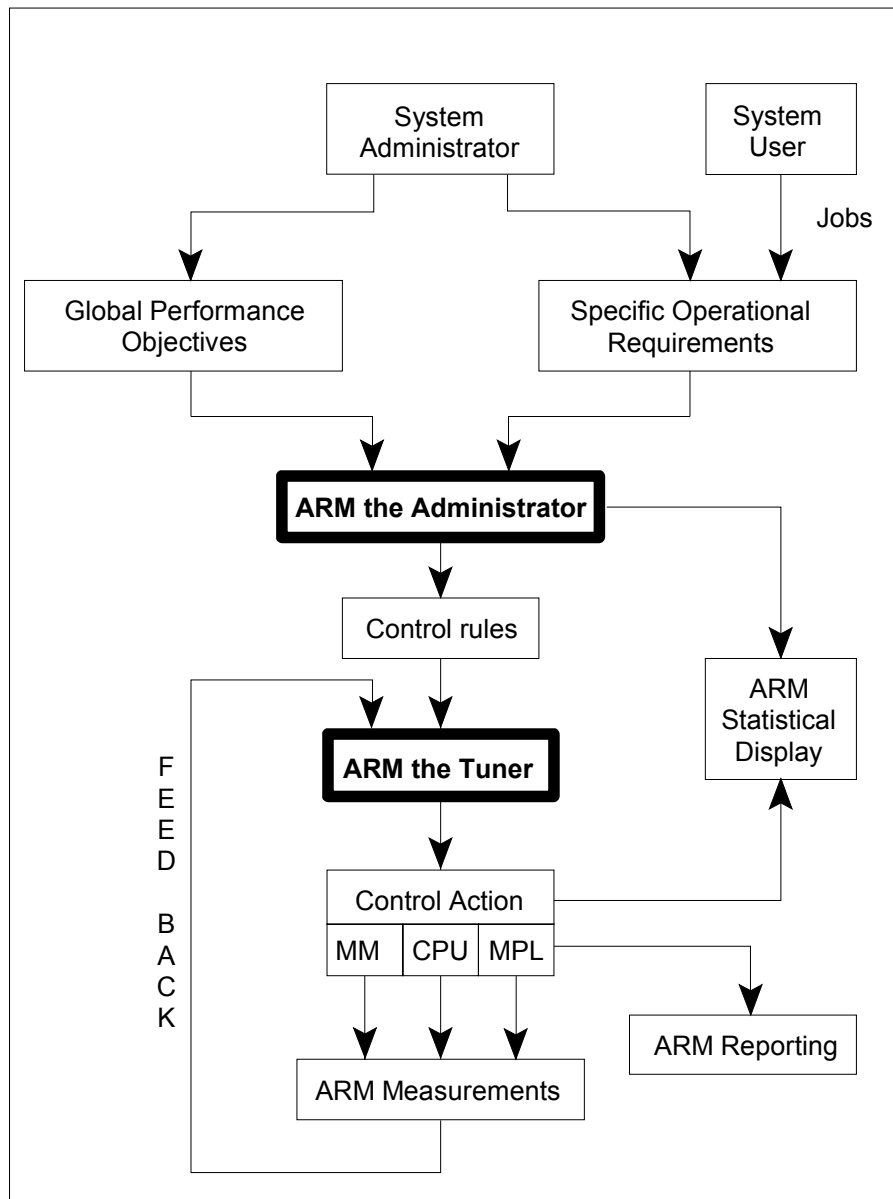 System
Administrator
System
User
Jobs
Global Performance
Objectives
Specific Operational
Requirements
ARM the Administrator
Control rules
ARM
Statistical
Display
ARM the Tuner
F
E
E
D
B
A
C
K
Control Action
MM CPU MPL
ARM Reporting
ARM Measurements